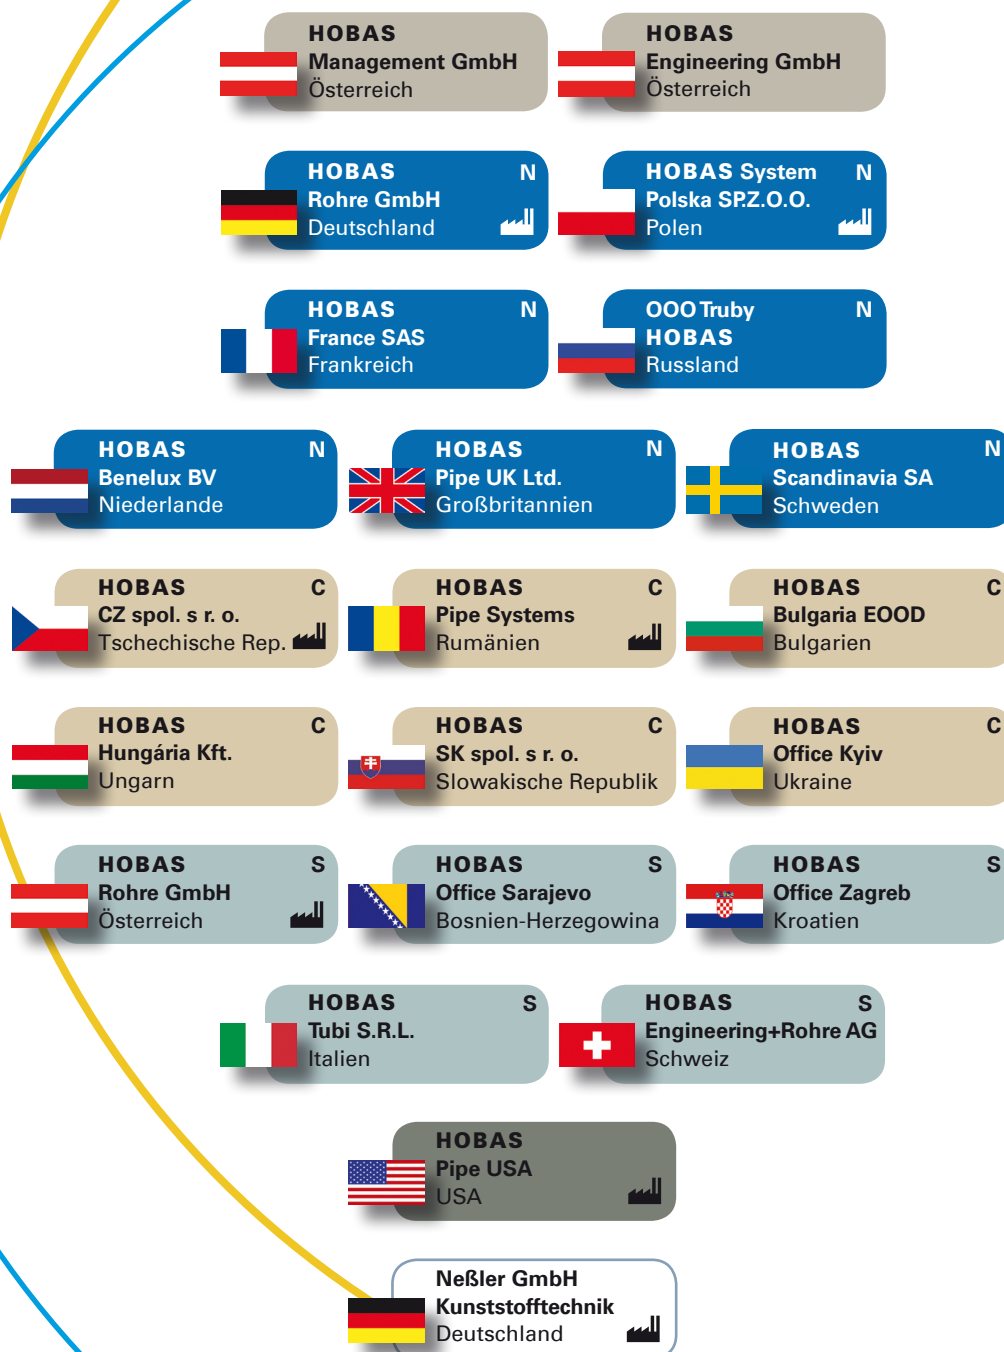 HOBAS
Management GmbH
Österreich
HOBAS
Engineering GmbH
Österreich
HOBAS N
Rohre GmbH
Deutschland
HOBAS System N
Polska SP.Z.O.O.
Polen
HOBAS N
France SAS
Frankreich
OOO Truby N
HOBAS
Russland
HOBAS N
Benelux BV
Niederlande
HOBAS N
Pipe UK Ltd.
Großbritannien
HOBAS N
Scandinavia SA
Schweden
HOBAS C
CZ spol. s r. o.
Tschechische Rep.
HOBAS C
Pipe Systems
Rumänien
HOBAS C
Bulgaria EOOD
Bulgarien
HOBAS C
Hungária Kft.
Ungarn
HOBAS C
SK spol. s r. o.
Slowakische Republik
HOBAS C
Office Kyiv
Ukraine
HOBAS S
Rohre GmbH
Österreich
HOBAS S
Office Sarajevo
Bosnien-Herzegowina
HOBAS S
Office Zagreb
Kroatien
HOBAS S
Tubi S.R.L.
Italien
HOBAS S
Engineering+Rohre AG
Schweiz
HOBAS
Pipe USA
USA
Neßler GmbH
Kunststofftechnik
Deutschland